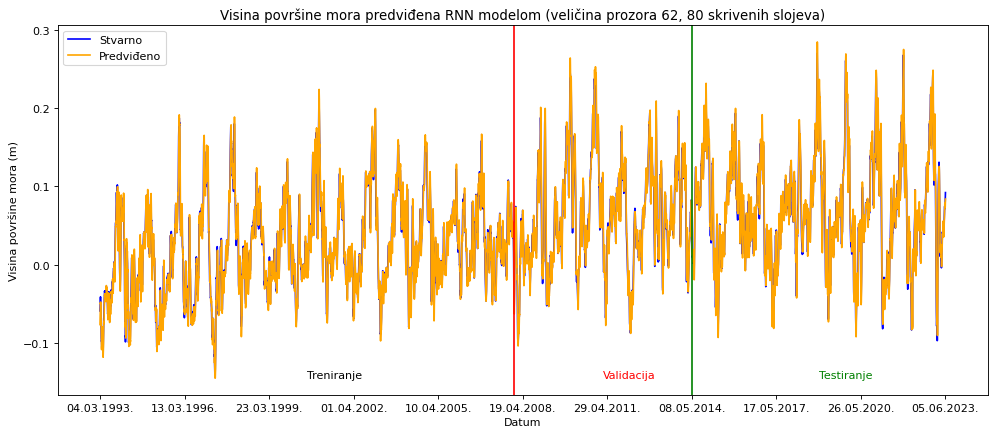 Visina površine mora predviđena RNN modelom (veličina prozora 62, 80 skrivenih slojeva)
Stvarno
Predviđeno
Visina površine mora (m)
0.3
0.2
0.1
0.0
−0.1
Treniranje
Validacija
Testiranje
04.03.1993. 13.03.1996. 23.03.1999. 01.04.2002. 10.04.2005. 19.04.2008. 29.04.2011. 08.05.2014. 17.05.2017. 26.05.2020. 05.06.2023.
Datum